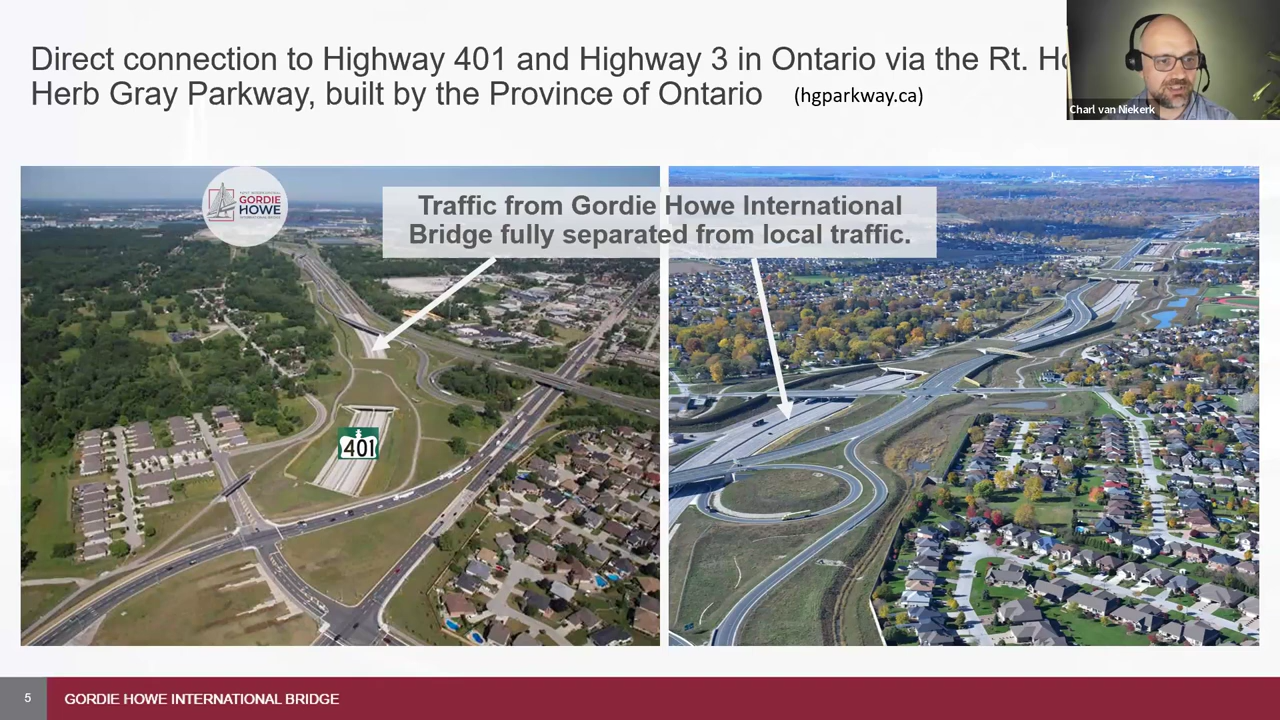 Direct connection to Highway 401 and Highway 3 in Ontario via the Rt. Ho
Herb Gray Parkway, built by the Province of Ontario (hgparkway.ca)
Charl van Niekerk
GORDIE
HOWE
Traffic from Gordie Howe International
Bridge fully separated from local traffic.
401
5 GORDIE HOWE INTERNATIONAL BRIDGE